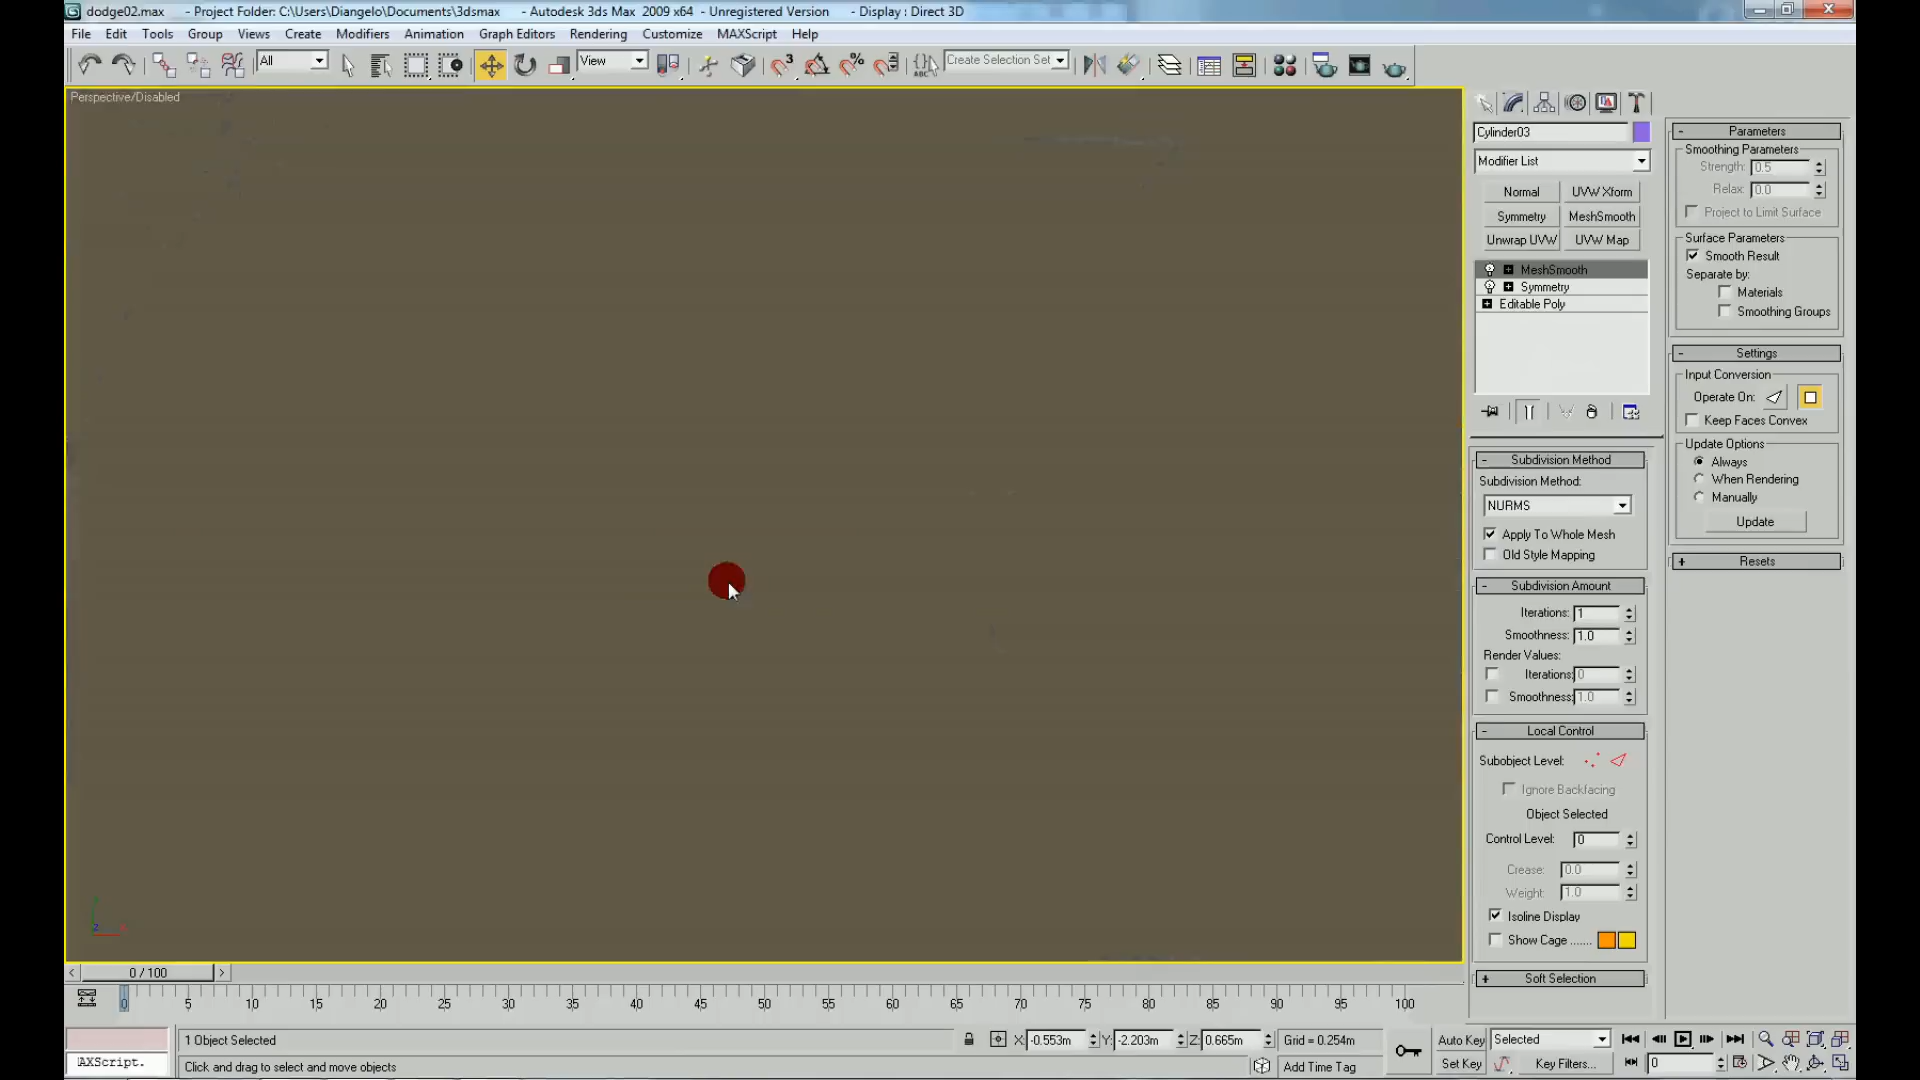 dodge02.max - Project Folder: C:\Users\Diangelo\Documents\3dsmax - Autodesk 3ds Max 2009 x64 - Unregistered Version - Display : Direct 3D
File Edit Tools Group Views Create Modifiers Animation Graph Editors Rendering Customize MAXScript Help
All View Create Selection Set
Perspective/Disabled
Cylinder03
Modifier List
Normal UVW Xform
Symmetry MeshSmooth
Unwrap UVW UVW Map
MeshSmooth
Symmetry
Editable Poly
Subdivision Method
Subdivision Method:
NURMS
Apply To Whole Mesh
Old Style Mapping
Subdivision Amount
Iterations: 1
Smoothness: 1.0
Render Values:
Iterations: 0
Smoothness: 1.0
Local Control
Subobject Level:
Ignore Backfacing
Object Selected
Control Level: 0
Crease: 0.0
Weight: 1.0
Isoline Display
Show Cage ......
Soft Selection
Parameters
Smoothing Parameters
Strength: 0.5
Relax: 0.0
Project to Limit Surface
Surface Parameters
Smooth Result
Separate by:
Materials
Smoothing Groups
Settings
Input Conversion
Operate On:
Keep Faces Convex
Update Options
Always
When Rendering
Manually
Update
Resets
0 / 100
0 5 10 15 20 25 30 35 40 45 50 55 60 65 70 75 80 85 90 95 100
1 Object Selected X: -0.553m Y: -2.203m Z: 0.665m Grid = 0.254m Auto Key Selected
AXScript. Click and drag to select and move objects Add Time Tag Set Key Key Filters... 0